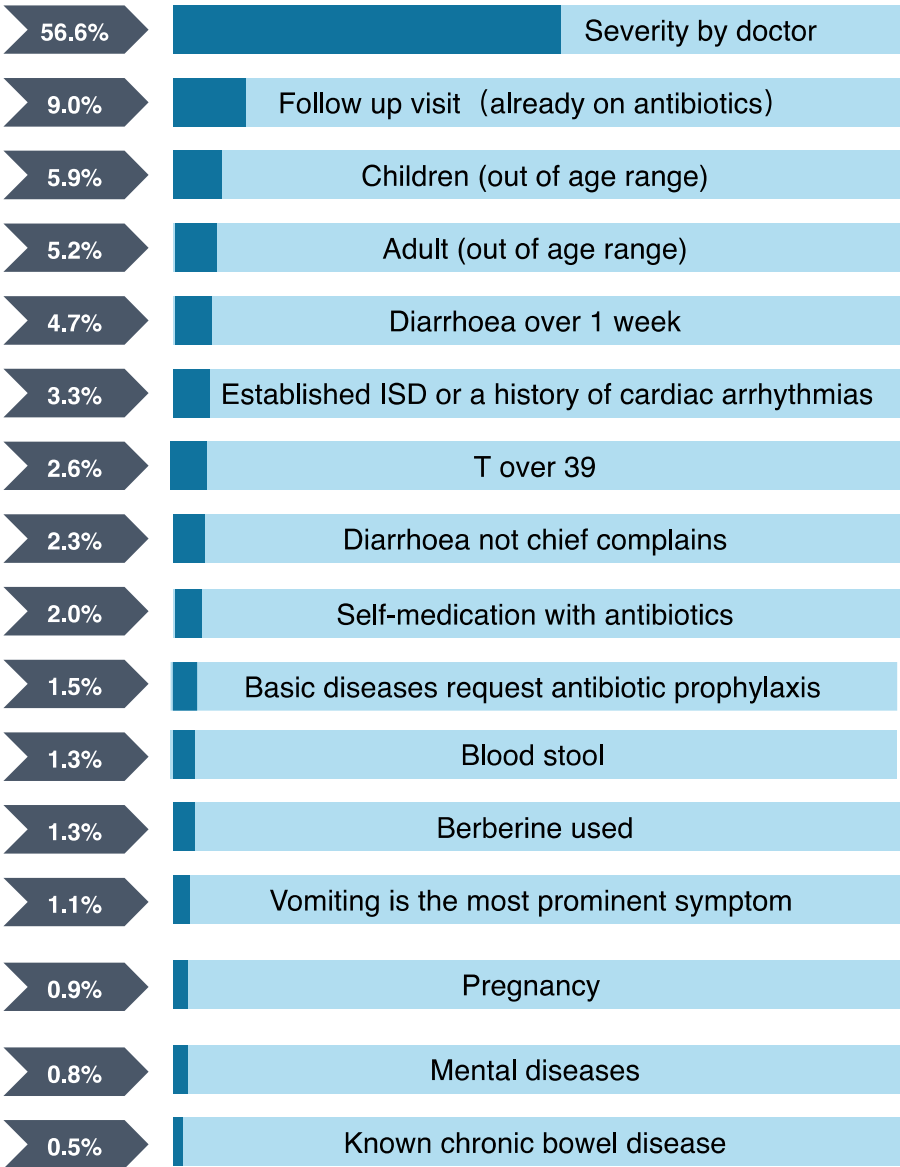 56.6% Severity by doctor
9.0% Follow up visit（already on antibiotics）
5.9% Children (out of age range)
5.2% Adult (out of age range)
4.7% Diarrhoea over 1 week
3.3% Established ISD or a history of cardiac arrhythmias
2.6% T over 39
2.3% Diarrhoea not chief complains
2.0% Self-medication with antibiotics
1.5% Basic diseases request antibiotic prophylaxis
1.3% Blood stool
1.3% Berberine used
1.1% Vomiting is the most prominent symptom
0.9% Pregnancy
0.8% Mental diseases
0.5% Known chronic bowel disease